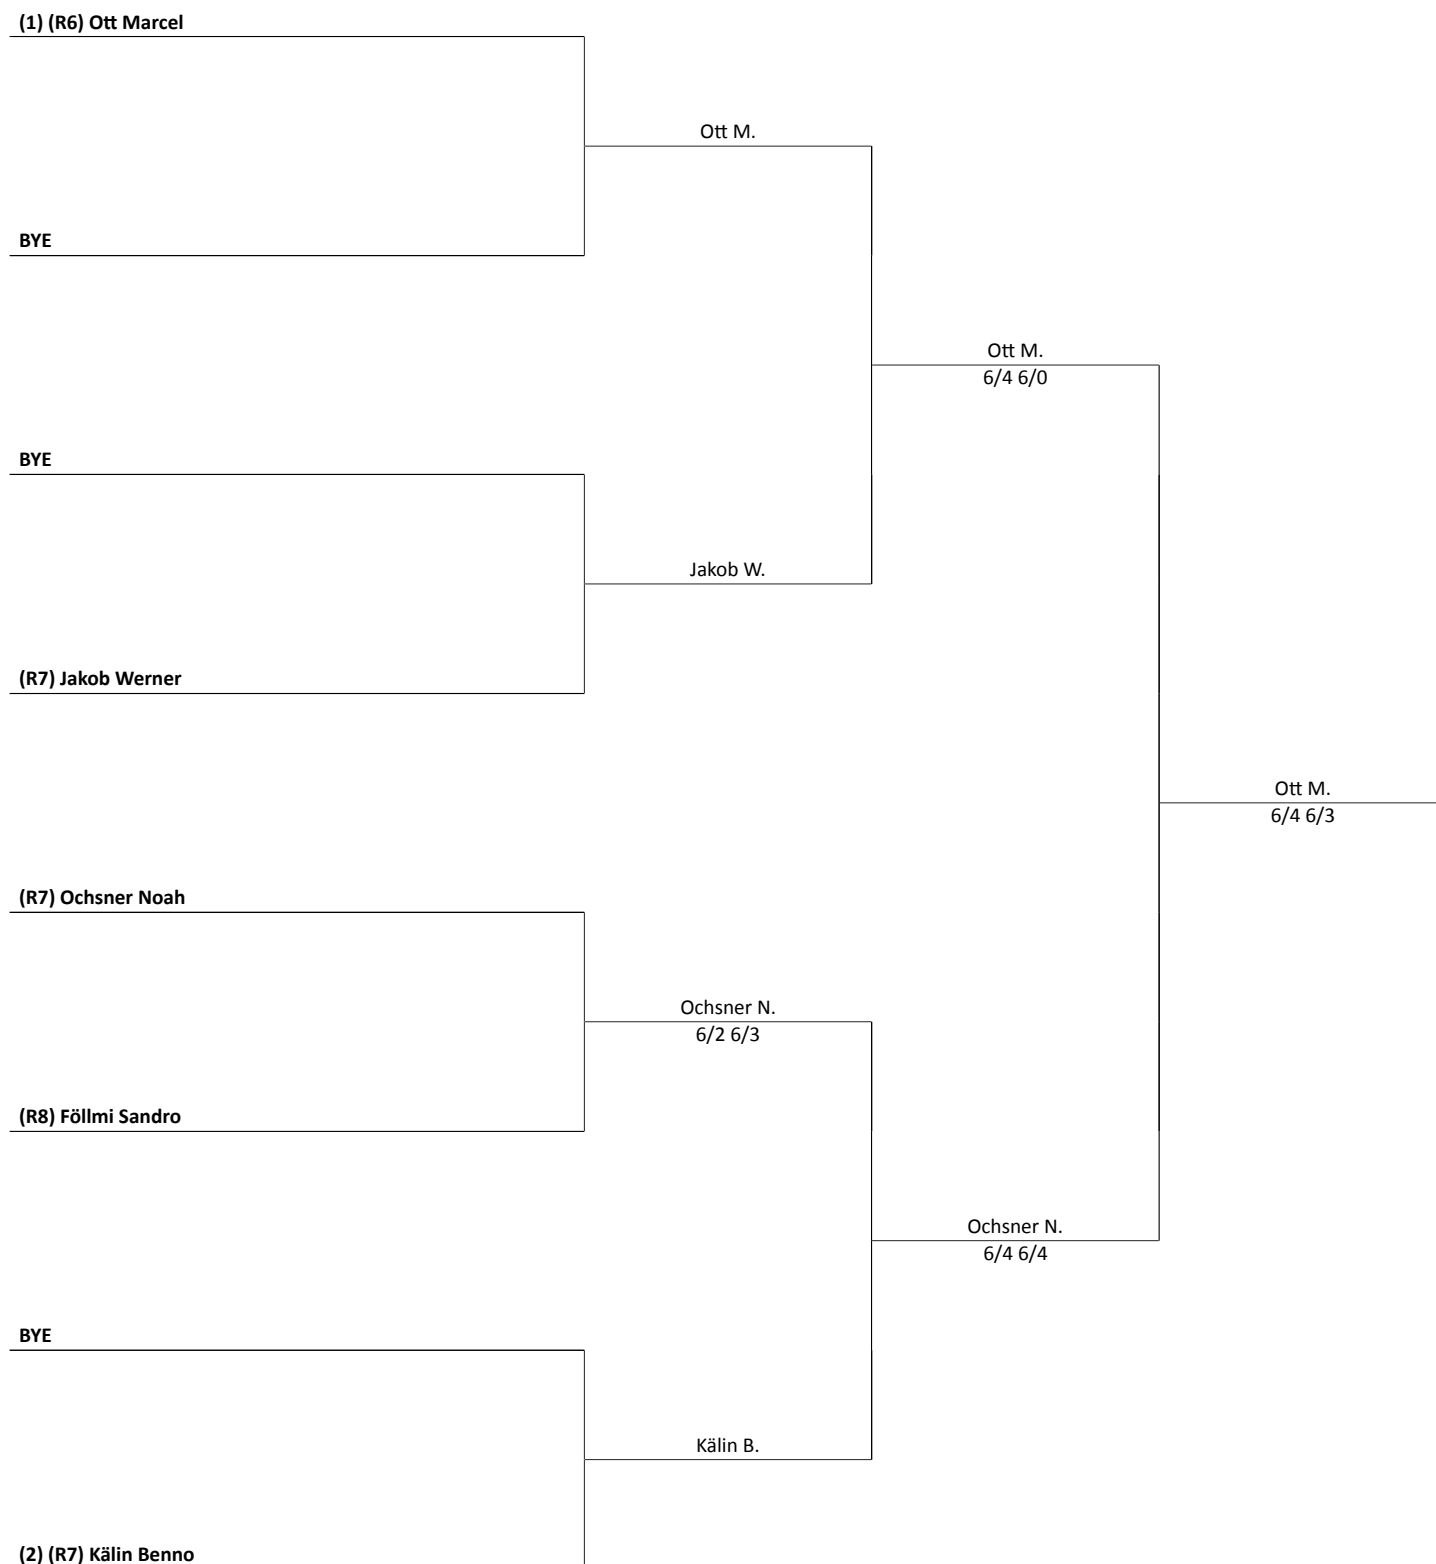 (1) (R6) Ott Marcel
Ott M.
BYE
Ott M.
6/4 6/0
BYE
Jakob W.
(R7) Jakob Werner
Ott M.
6/4 6/3
(R7) Ochsner Noah
Ochsner N.
6/2 6/3
(R8) Föllmi Sandro
Ochsner N.
6/4 6/4
BYE
Kälin B.
(2) (R7) Kälin Benno